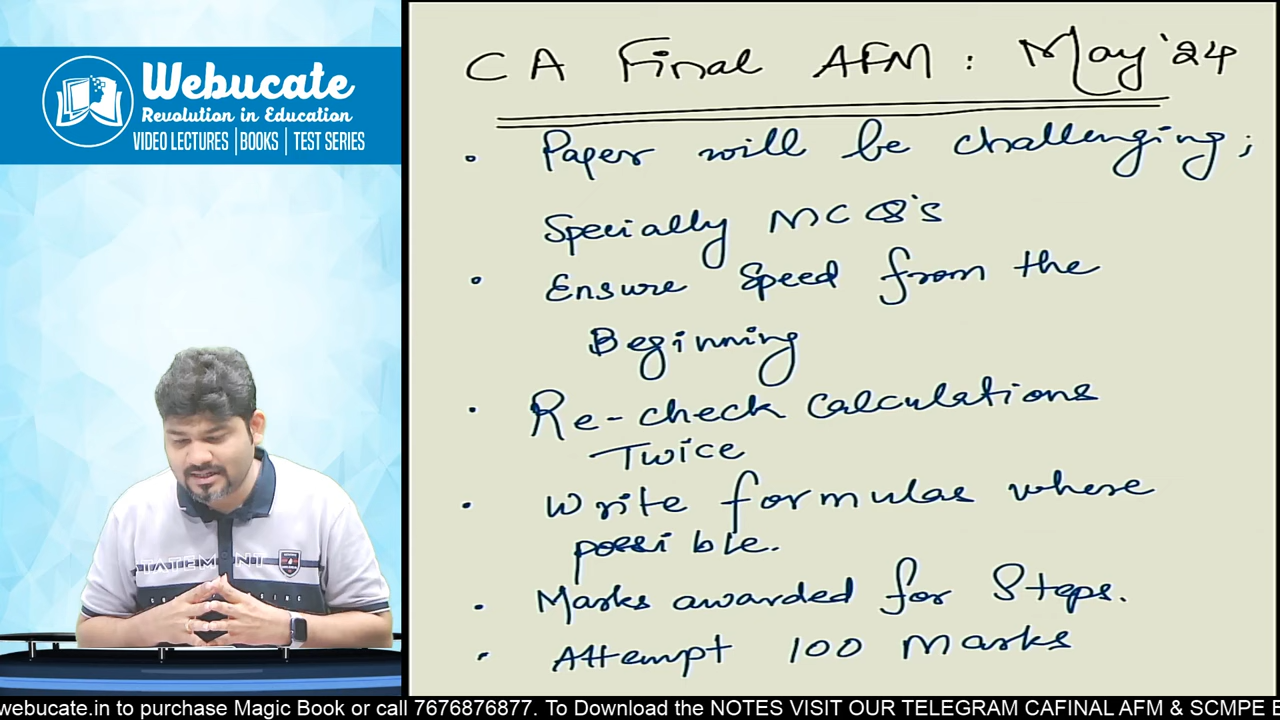 Webucate
Revolution in Education
VIDEO LECTURES | BOOKS | TEST SERIES
CA Final AFM : May '24
• Paper will be challenging;
Specially MCQ's
• Ensure Speed from the
Beginning
• Re-check Calculations
Twice
• Write formulas where
possible.
• Marks awarded for Steps.
• Attempt 100 Marks
TATEMENT
webucate.in to purchase Magic Book or call 7676876877. To Download the NOTES VISIT OUR TELEGRAM CAFINAL AFM & SCMPE E